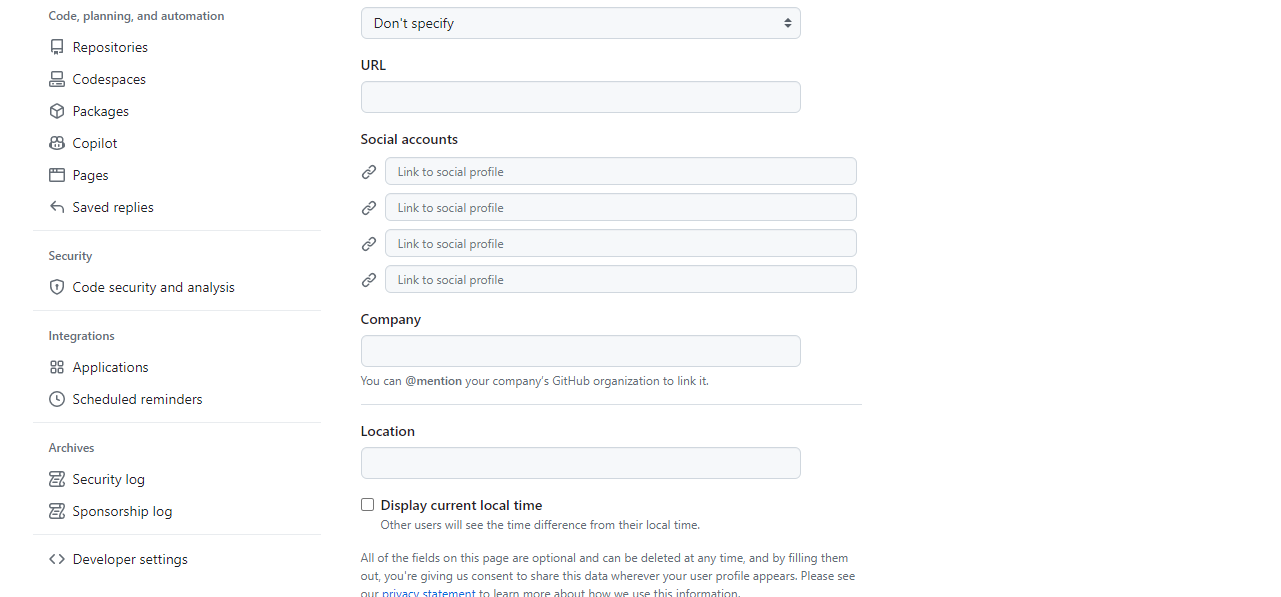 Code, planning, and automation
Repositories
Codespaces
Packages
Copilot
Pages
Saved replies
Security
Code security and analysis
Integrations
Applications
Scheduled reminders
Archives
Security log
Sponsorship log
Developer settings
Don't specify
URL
Social accounts
Link to social profile
Link to social profile
Link to social profile
Link to social profile
Company
You can @mention your company's GitHub organization to link it.
Location
Display current local time
Other users will see the time difference from their local time.
All of the fields on this page are optional and can be deleted at any time, and by filling them
out, you're giving us consent to share this data wherever your user profile appears. Please see
our privacy statement to learn more about how we use this information.